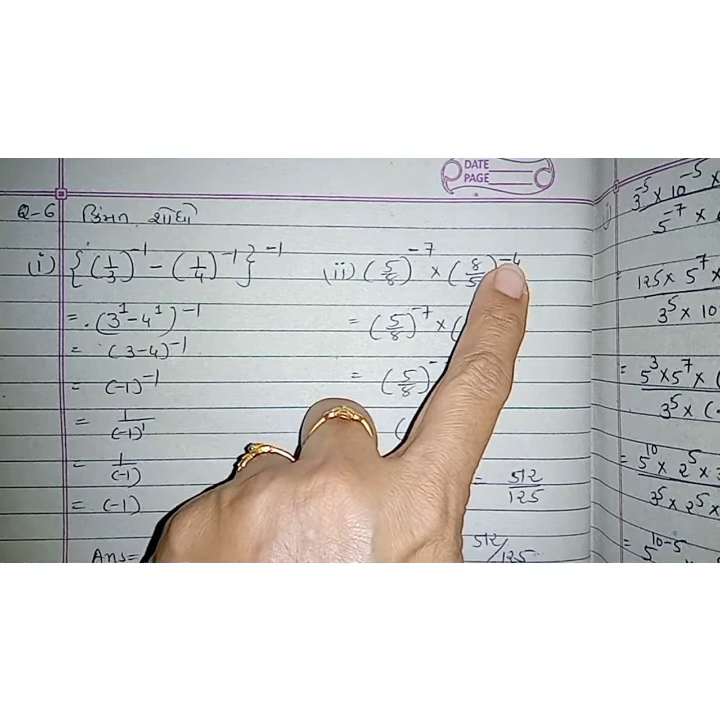 DATE
PAGE
Q-6 કિંમત શોધો
(i) {(1/3)^-1 - (1/4)^-1}^-1
= (3^1 - 4^1)^-1
= (3-4)^-1
= (-1)^-1
= 1/(-1)^1
= 1/(-1)
= (-1)
Ans=
(ii) (5/8)^-7 × (8/5)^-4
= (5/8)^-7 × (
= (5/8)^-
(
= 512/125
512/125
3^-5 × 10^-5 ×
5^-7 ×
125 × 5^7 ×
3^5 × 10
= 5^3 × 5^7 × (
3^5 × (
= 5^10 × 2^5 × 3
3^5 × 2^5 ×
= 5^10-5